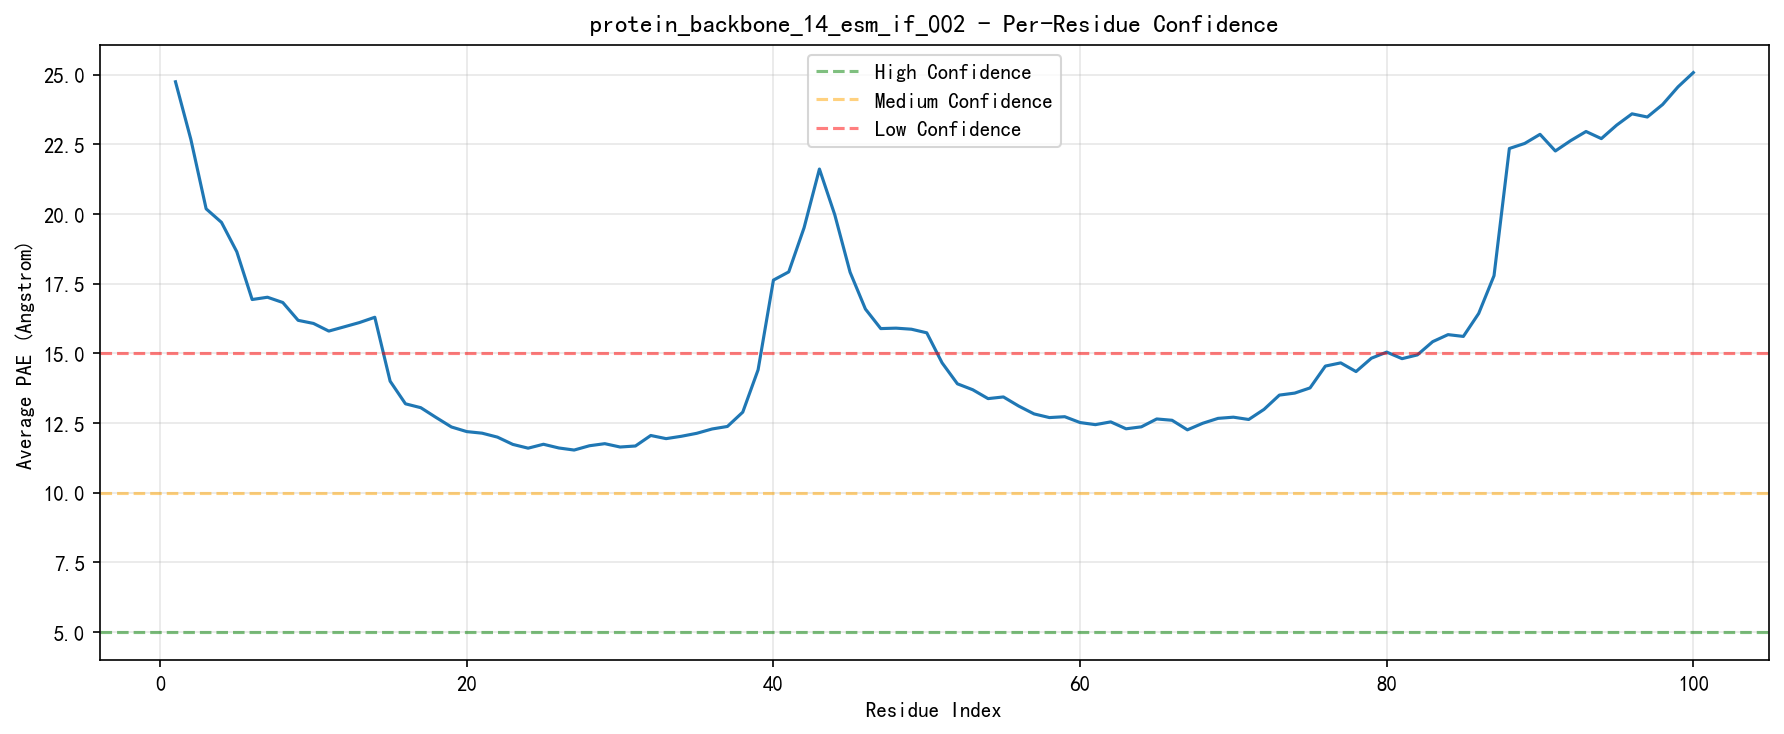 protein_backbone_14_esm_if_002 - Per-Residue Confidence
High Confidence
Medium Confidence
Low Confidence
Average PAE (Angstrom)
25.0
22.5
20.0
17.5
15.0
12.5
10.0
7.5
5.0
0 20 40 60 80 100
Residue Index